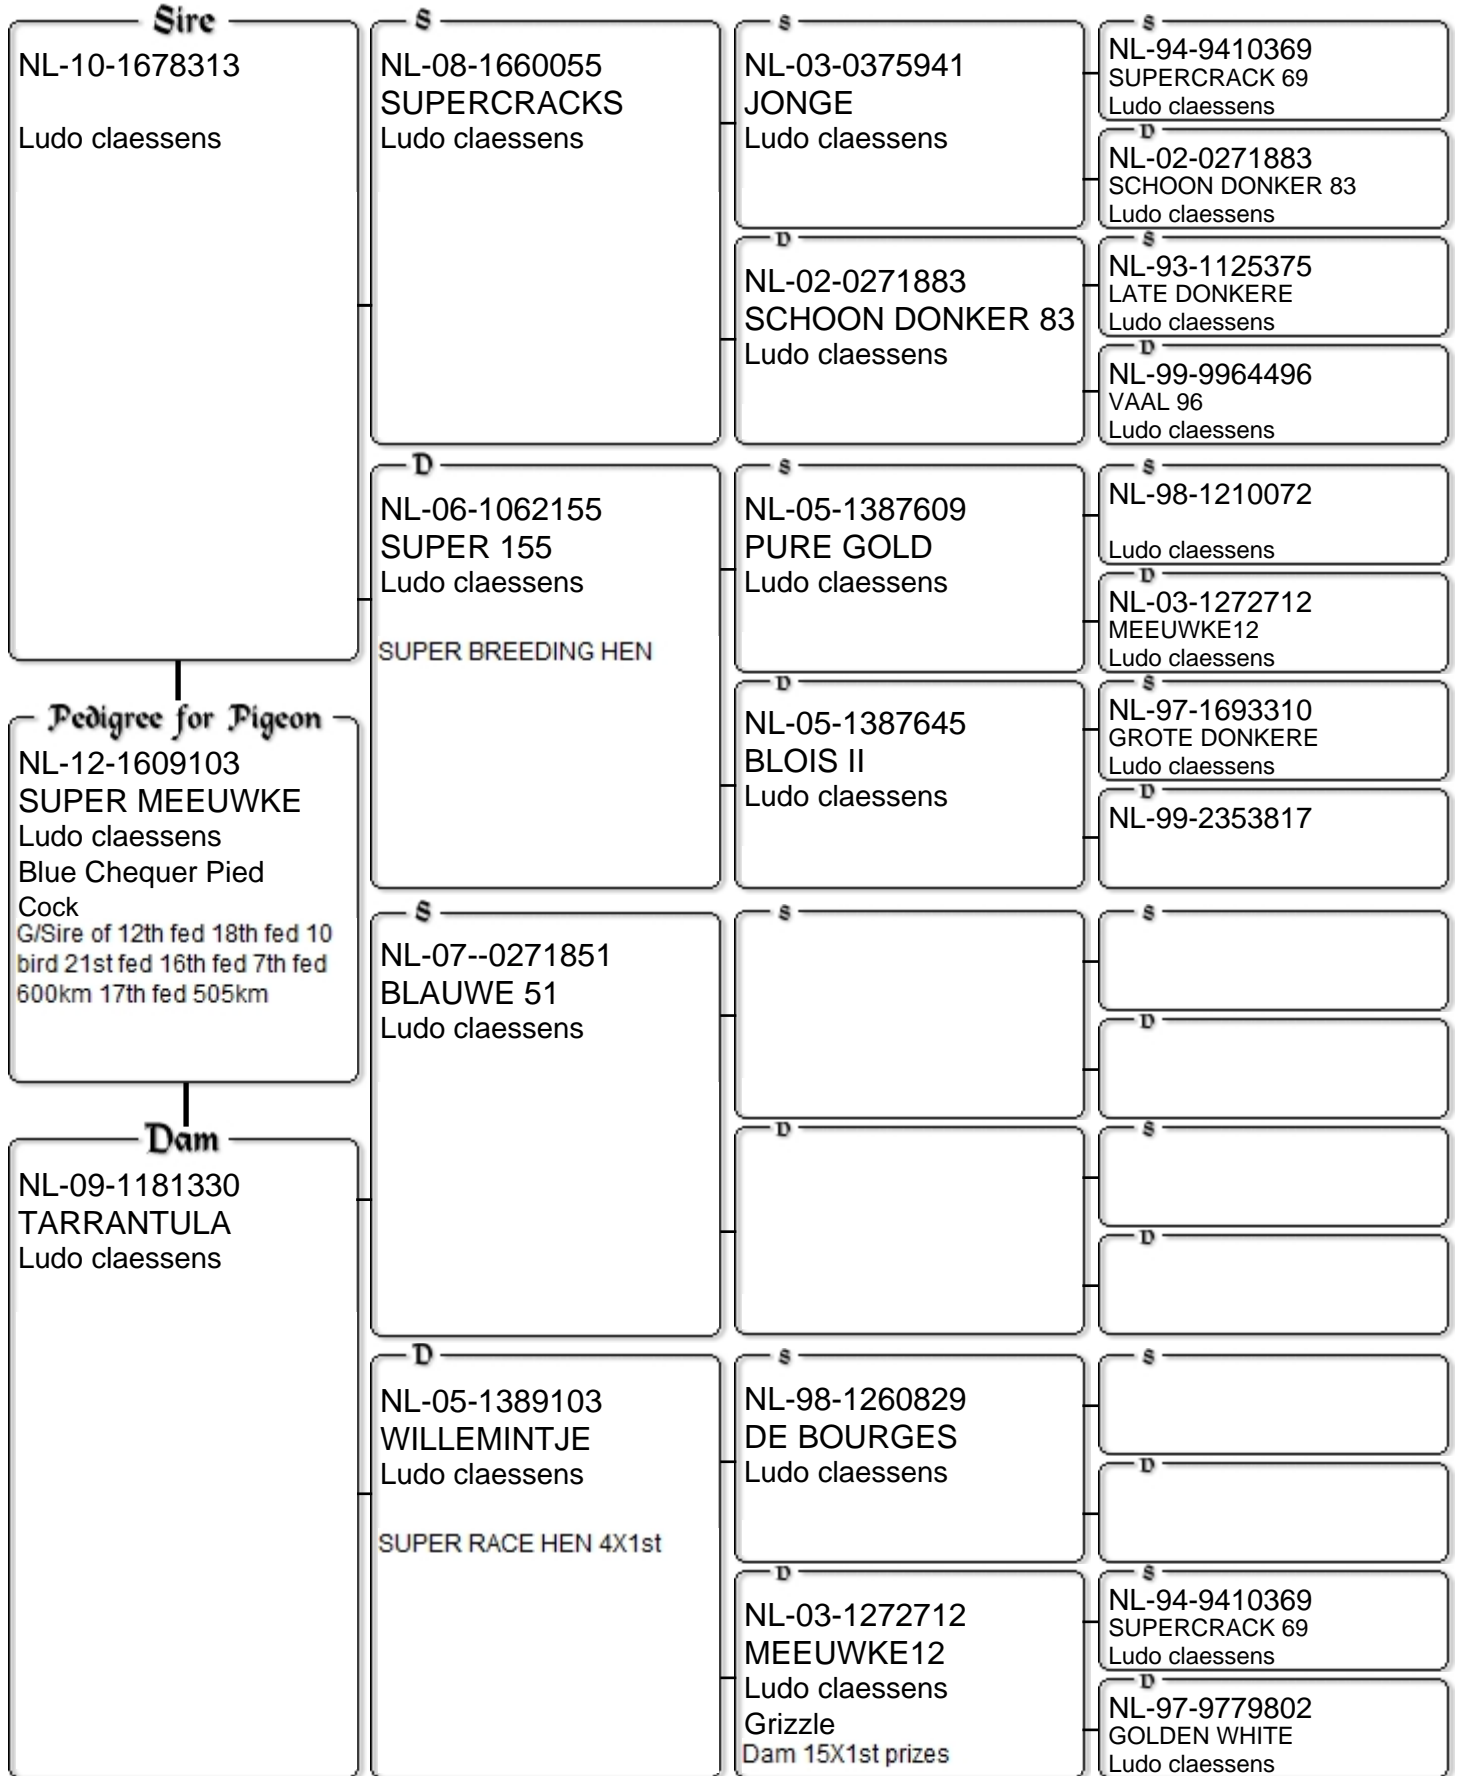 Sire
NL-10-1678313
Ludo claessens
Pedigree for Pigeon
NL-12-1609103
SUPER MEEUWKE
Ludo claessens
Blue Chequer Pied
Cock
G/Sire of 12th fed 18th fed 10
bird 21st fed 16th fed 7th fed
600km 17th fed 505km
Dam
NL-09-1181330
TARRANTULA
Ludo claessens
S
NL-08-1660055
SUPERCRACKS
Ludo claessens
D
NL-06-1062155
SUPER 155
Ludo claessens
SUPER BREEDING HEN
S
NL-07--0271851
BLAUWE 51
Ludo claessens
D
NL-05-1389103
WILLEMINTJE
Ludo claessens
SUPER RACE HEN 4X1st
S
NL-03-0375941
JONGE
Ludo claessens
D
NL-02-0271883
SCHOON DONKER 83
Ludo claessens
S
NL-05-1387609
PURE GOLD
Ludo claessens
D
NL-05-1387645
BLOIS II
Ludo claessens
S
D
S
NL-98-1260829
DE BOURGES
Ludo claessens
D
NL-03-1272712
MEEUWKE12
Ludo claessens
Grizzle
Dam 15X1st prizes
S
NL-94-9410369
SUPERCRACK 69
Ludo claessens
D
NL-02-0271883
SCHOON DONKER 83
Ludo claessens
S
NL-93-1125375
LATE DONKERE
Ludo claessens
D
NL-99-9964496
VAAL 96
Ludo claessens
S
NL-98-1210072
Ludo claessens
D
NL-03-1272712
MEEUWKE12
Ludo claessens
S
NL-97-1693310
GROTE DONKERE
Ludo claessens
D
NL-99-2353817
S
D
S
D
S
D
S
NL-94-9410369
SUPERCRACK 69
Ludo claessens
D
NL-97-9779802
GOLDEN WHITE
Ludo claessens